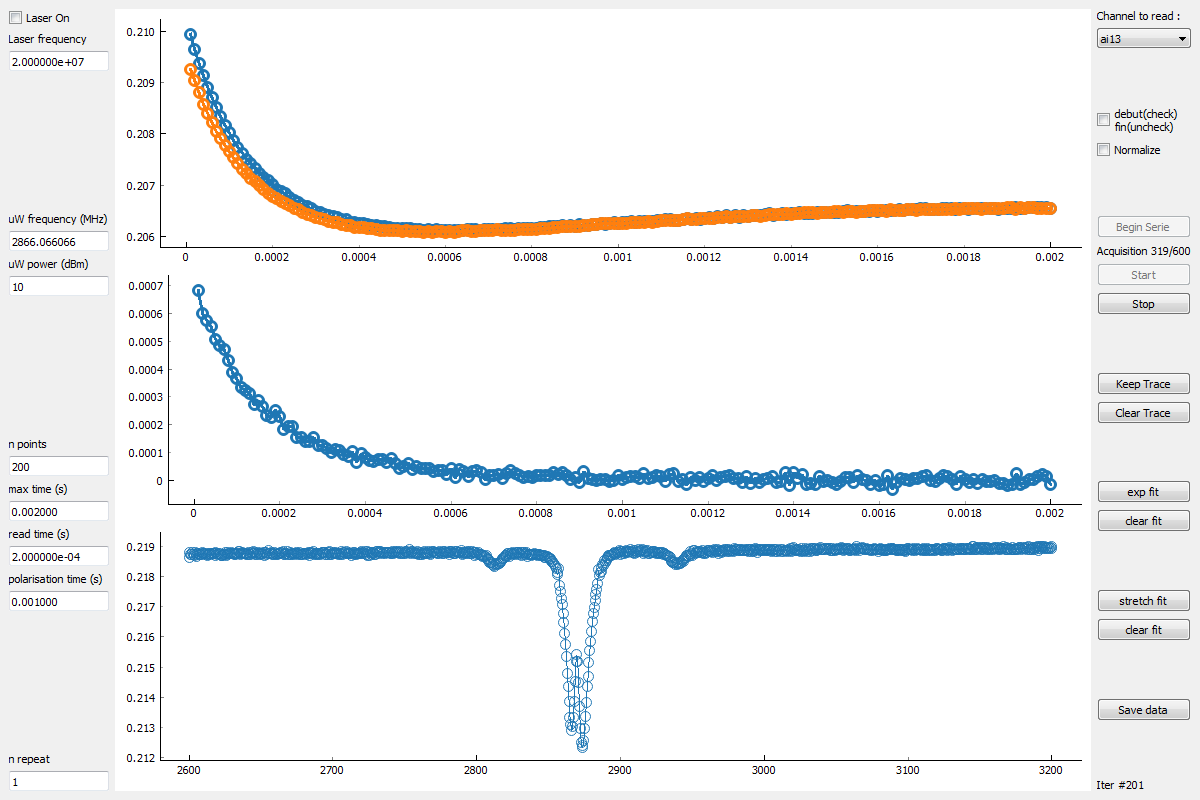 Laser On
Laser frequency
2.000000e+07
uW frequency (MHz)
2866.066066
uW power (dBm)
10
n points
200
max time (s)
0.002000
read time (s)
2.000000e-04
polarisation time (s)
0.001000
n repeat
1
0.210
0.209
0.208
0.207
0.206
0 0.0002 0.0004 0.0006 0.0008 0.001 0.0012 0.0014 0.0016 0.0018 0.002
0.0007
0.0006
0.0005
0.0004
0.0003
0.0002
0.0001
0
0 0.0002 0.0004 0.0006 0.0008 0.001 0.0012 0.0014 0.0016 0.0018 0.002
0.219
0.218
0.217
0.216
0.215
0.214
0.213
0.212
2600 2700 2800 2900 3000 3100 3200
Channel to read :
ai13
debut(check)
fin(uncheck)
Normalize
Begin Serie
Acquisition 319/600
Start
Stop
Keep Trace
Clear Trace
exp fit
clear fit
stretch fit
clear fit
Save data
Iter #201